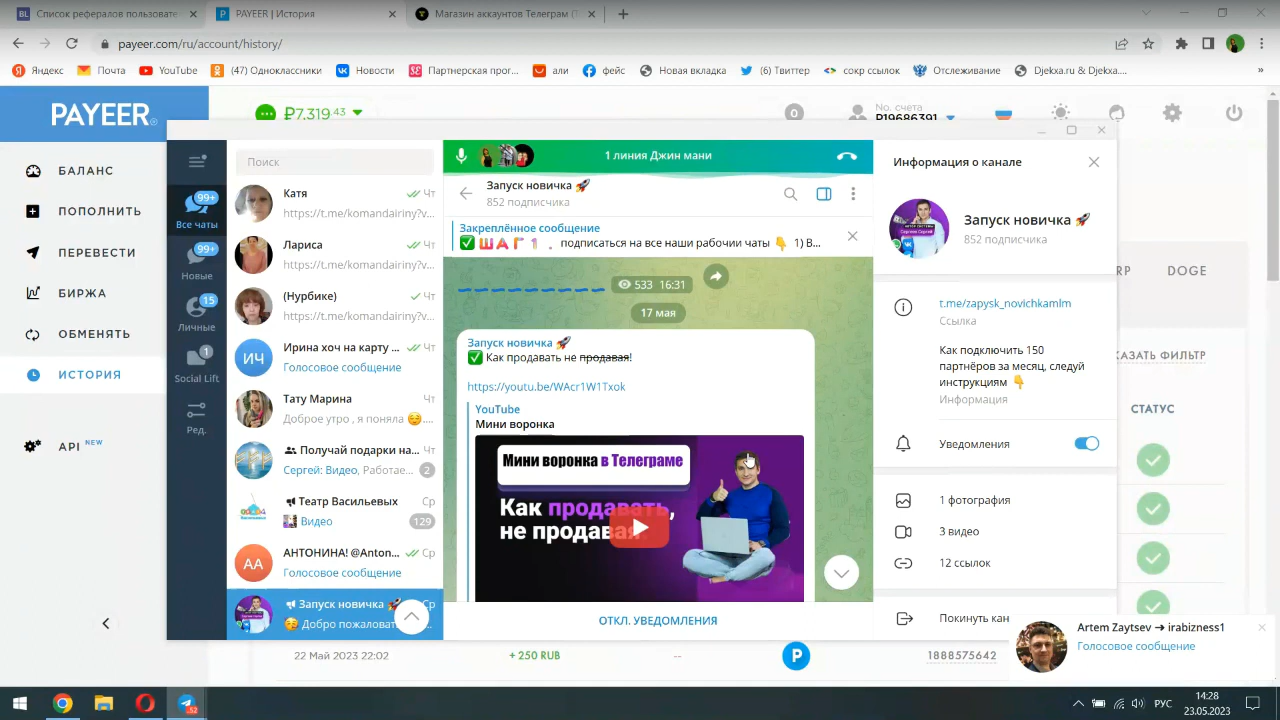 Список рефералов пользовате
PAYEER | История
Магазин аккаунтов Телеграм (
payeer.com/ru/account/history/
Яндекс
Почта
YouTube
(47) Одноклассники
Новости
Партнерская прог...
али
фейс
Новая вкладка
(6) Твиттер
сокр ссылок
Отслеживание
Djekxa.ru & Djekxa....
»
PAYEER
₽7,319.43
0
No. счета
P19686391
БАЛАНС
ПОПОЛНИТЬ
ПЕРЕВЕСТИ
БИРЖА
ОБМЕНЯТЬ
ИСТОРИЯ
API NEW
99+
Все чаты
99+
Новые
15
Личные
1
Social Lift
Ред.
Поиск
Катя
Чт
https://t.me/komandairiny?v...
Лариса
Чт
https://t.me/komandairiny?v...
(Нурбике)
Чт
https://t.me/komandairiny?v...
ИЧ
Ирина хоч на карту ...
Чт
Голосовое сообщение
Тату Марина
Чт
Доброе утро , я поняла 😌...
Получай подарки на...
Чт
Сергей: Видео, Работае...
2
Театр Васильевых
Ср
Видео
129
АА
АНТОНИНА! @Anton...
Ср
Голосовое сообщение
Запуск новичка 🚀
Ср
😌 Добро пожаловат...
1 линия Джин мани
Запуск новичка 🚀
852 подписчика
Закреплённое сообщение
✅ ШАГ 1 . подписаться на все наши рабочии чаты 👇 1) В...
533 16:31
17 мая
Запуск новичка 🚀
✅ Как продавать не продавая!
https://youtu.be/WAcr1W1Txok
YouTube
Мини воронка
Мини воронка в Телеграме
Как продавать,
не продавая
ОТКЛ. УВЕДОМЛЕНИЯ
Информация о канале
Запуск новичка 🚀
852 подписчика
t.me/zapysk_novichkamlm
Ссылка
Как подключить 150
партнёров за месяц, следуй
инструкциям 👇
Информация
Уведомления
1 фотография
3 видео
12 ссылок
Покинуть кан
RP
DOGE
КАЗАТЬ ФИЛЬТР
СТАТУС
22 Май 2023 22:02
+ 250 RUB
--
P
1888575642
Artem Zaytsev ➔ irabizness1
Голосовое сообщение
52
РУС
14:28
23.05.2023